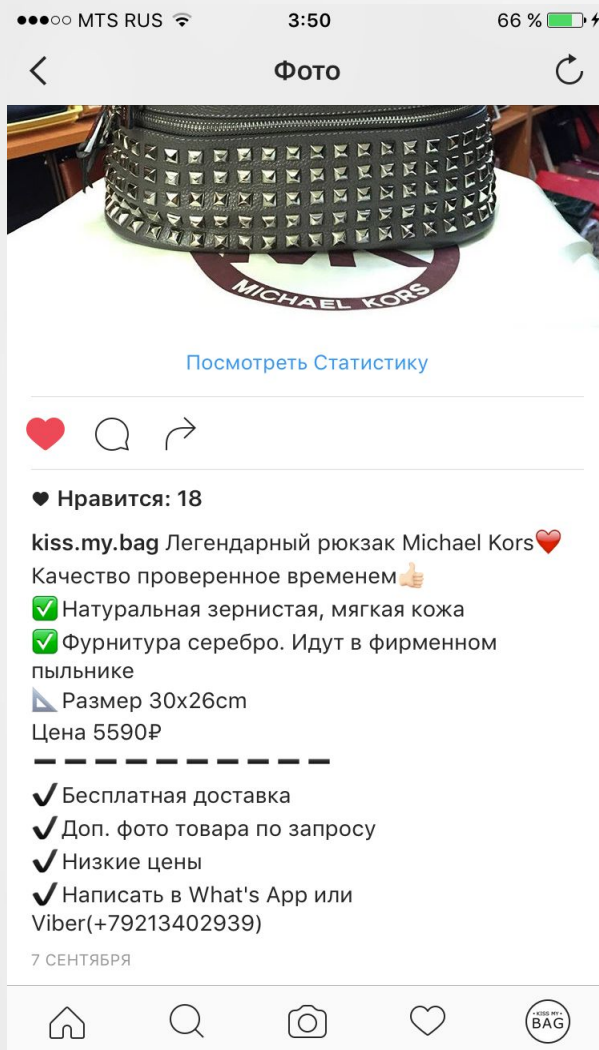 MTS RUS 3:50 66 %
Фото
MICHAEL KORS
Посмотреть Статистику
Нравится: 18
kiss.my.bag Легендарный рюкзак Michael Kors❤️
Качество проверенное временем👍🏻
✅Натуральная зернистая, мягкая кожа
✅Фурнитура серебро. Идут в фирменном
пыльнике
📐Размер 30x26cm
Цена 5590₽
➖➖➖➖➖➖➖➖➖➖
✔️Бесплатная доставка
✔️Доп. фото товара по запросу
✔️Низкие цены
✔️Написать в What's App или
Viber(+79213402939)
7 СЕНТЯБРЯ
KISS MY
BAG